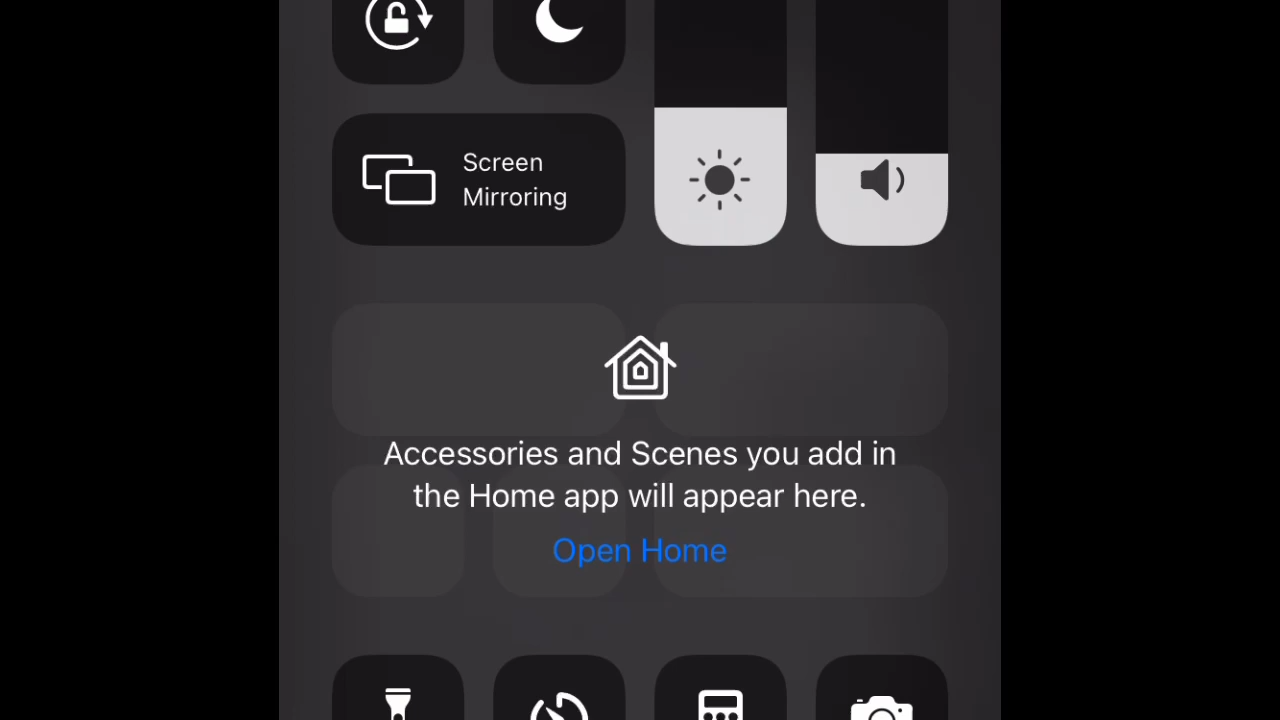 Screen
Mirroring
Accessories and Scenes you add in
the Home app will appear here.
Open Home